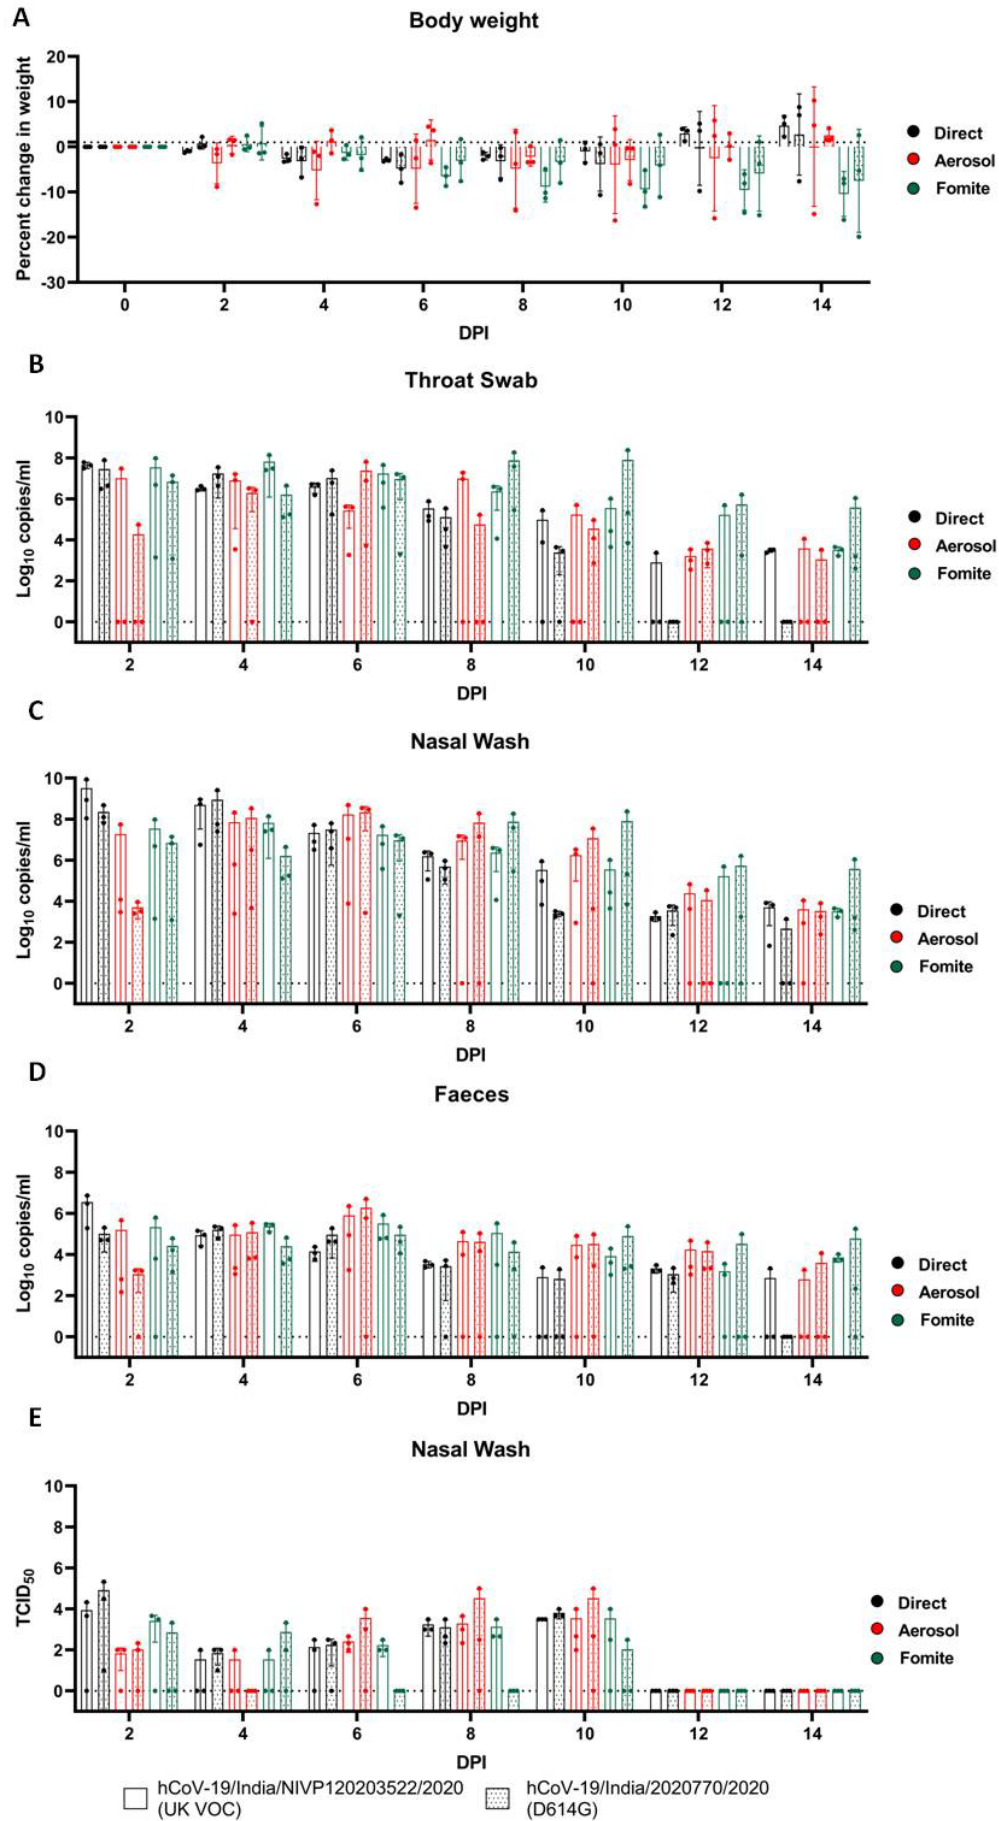 A
Body weight
Percent change in weight
20
10
0
-10
-20
-30
0 2 4 6 8 10 12 14
DPI
Direct
Aerosol
Fomite
B
Throat Swab
Log10 copies/ml
10
8
6
4
2
0
2 4 6 8 10 12 14
DPI
Direct
Aerosol
Fomite
C
Nasal Wash
Log10 copies/ml
10
8
6
4
2
0
2 4 6 8 10 12 14
DPI
Direct
Aerosol
Fomite
D
Faeces
Log10 copies/ml
10
8
6
4
2
0
2 4 6 8 10 12 14
DPI
Direct
Aerosol
Fomite
E
Nasal Wash
TCID50
10
8
6
4
2
0
2 4 6 8 10 12 14
DPI
Direct
Aerosol
Fomite
hCoV-19/India/NIVP120203522/2020
(UK VOC)
hCoV-19/India/2020770/2020
(D614G)